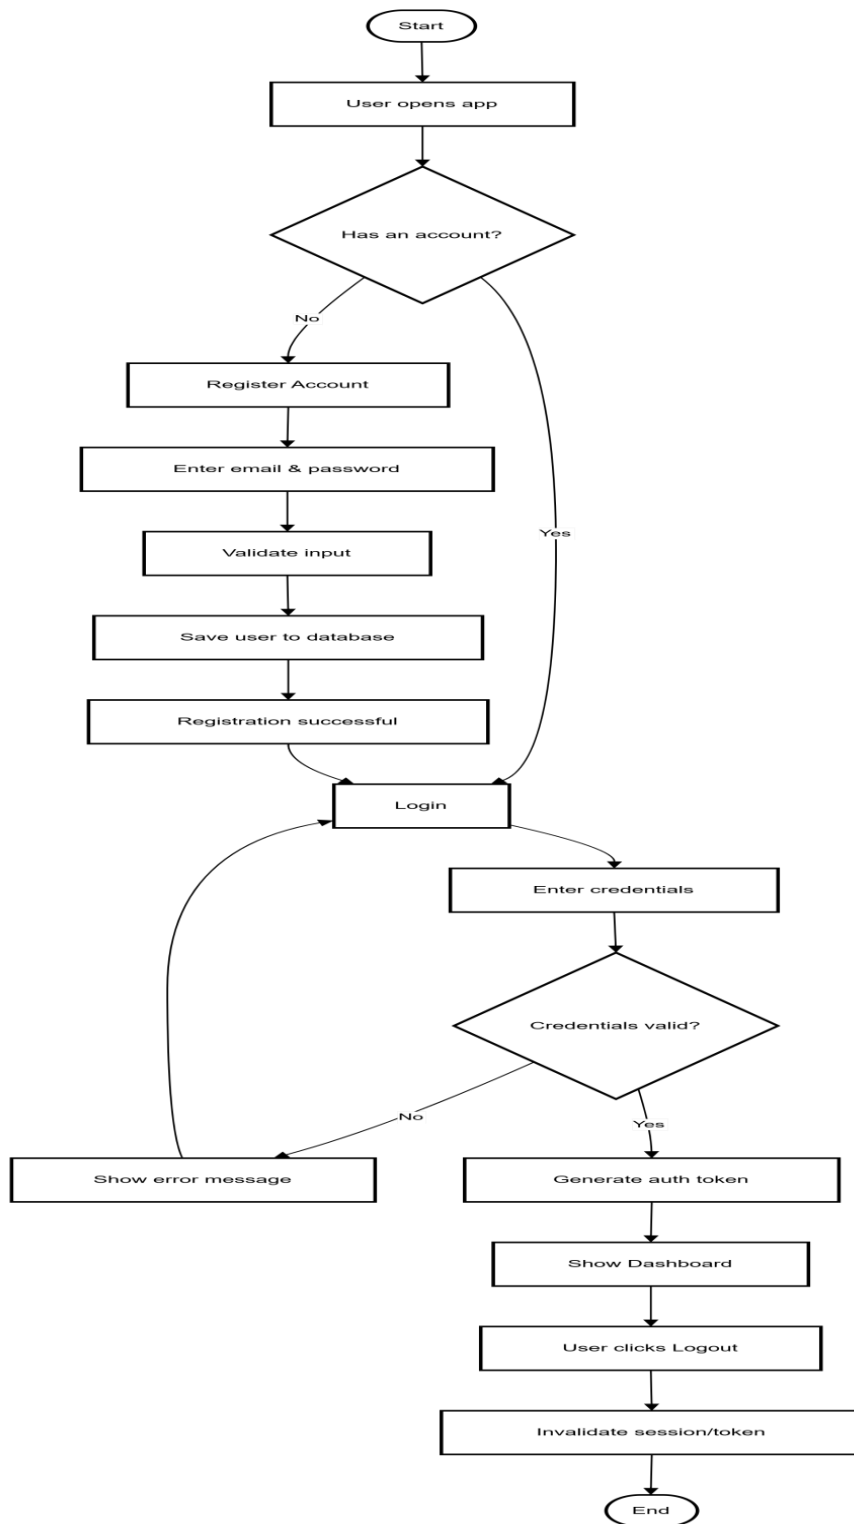 Start
User opens app
Has an account?
No
Register Account
Enter email & password
Yes
Validate input
Save user to database
Registration successful
Login
Enter credentials
Credentials valid?
No
Yes
Show error message
Generate auth token
Show Dashboard
User clicks Logout
Invalidate session/token
End